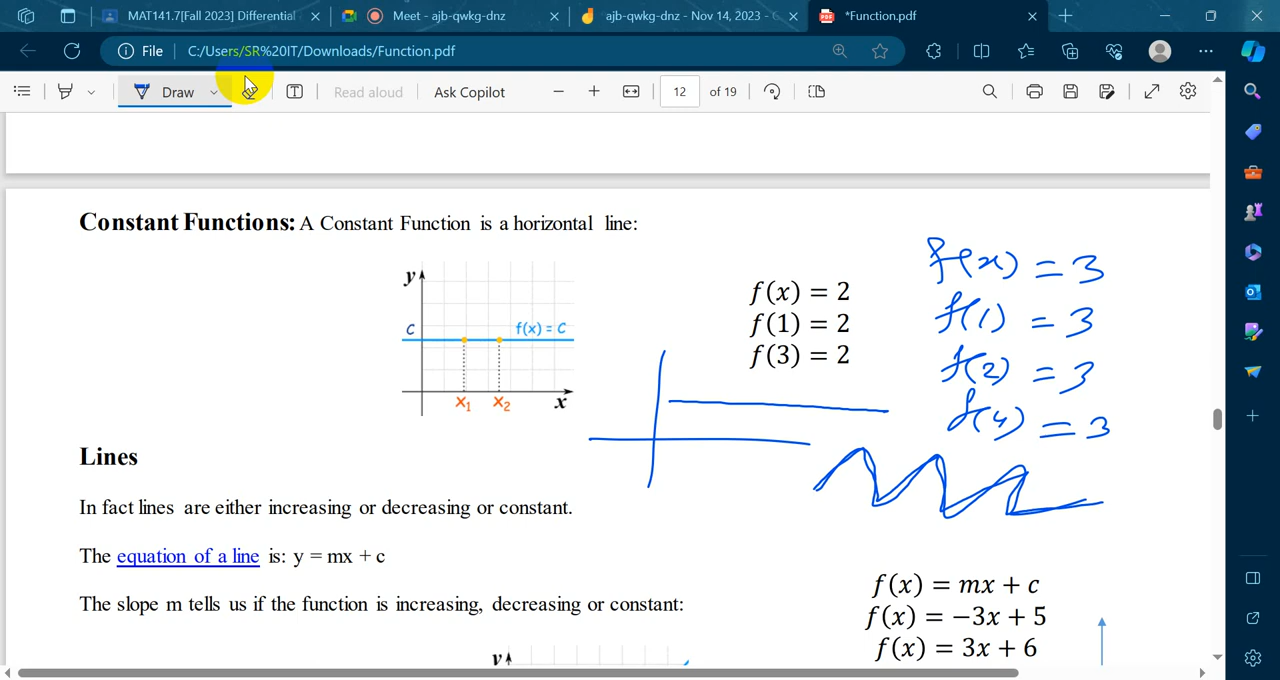 MAT141.7[Fall 2023] Differential
Meet - ajb-qwkg-dnz
ajb-qwkg-dnz - Nov 14, 2023 -
*Function.pdf
File
C:/Users/SR%20IT/Downloads/Function.pdf
Draw
Read aloud
Ask Copilot
12
of 19
Constant Functions: A Constant Function is a horizontal line:
y
C
f(x) = C
x₁
x₂
x
f(x) = 2
f(1) = 2
f(3) = 2
f(x) = 3
f(1) = 3
f(2) = 3
f(4) = 3
Lines
In fact lines are either increasing or decreasing or constant.
The equation of a line is: y = mx + c
The slope m tells us if the function is increasing, decreasing or constant:
f(x) = mx + c
f(x) = −3x + 5
f(x) = 3x + 6
y